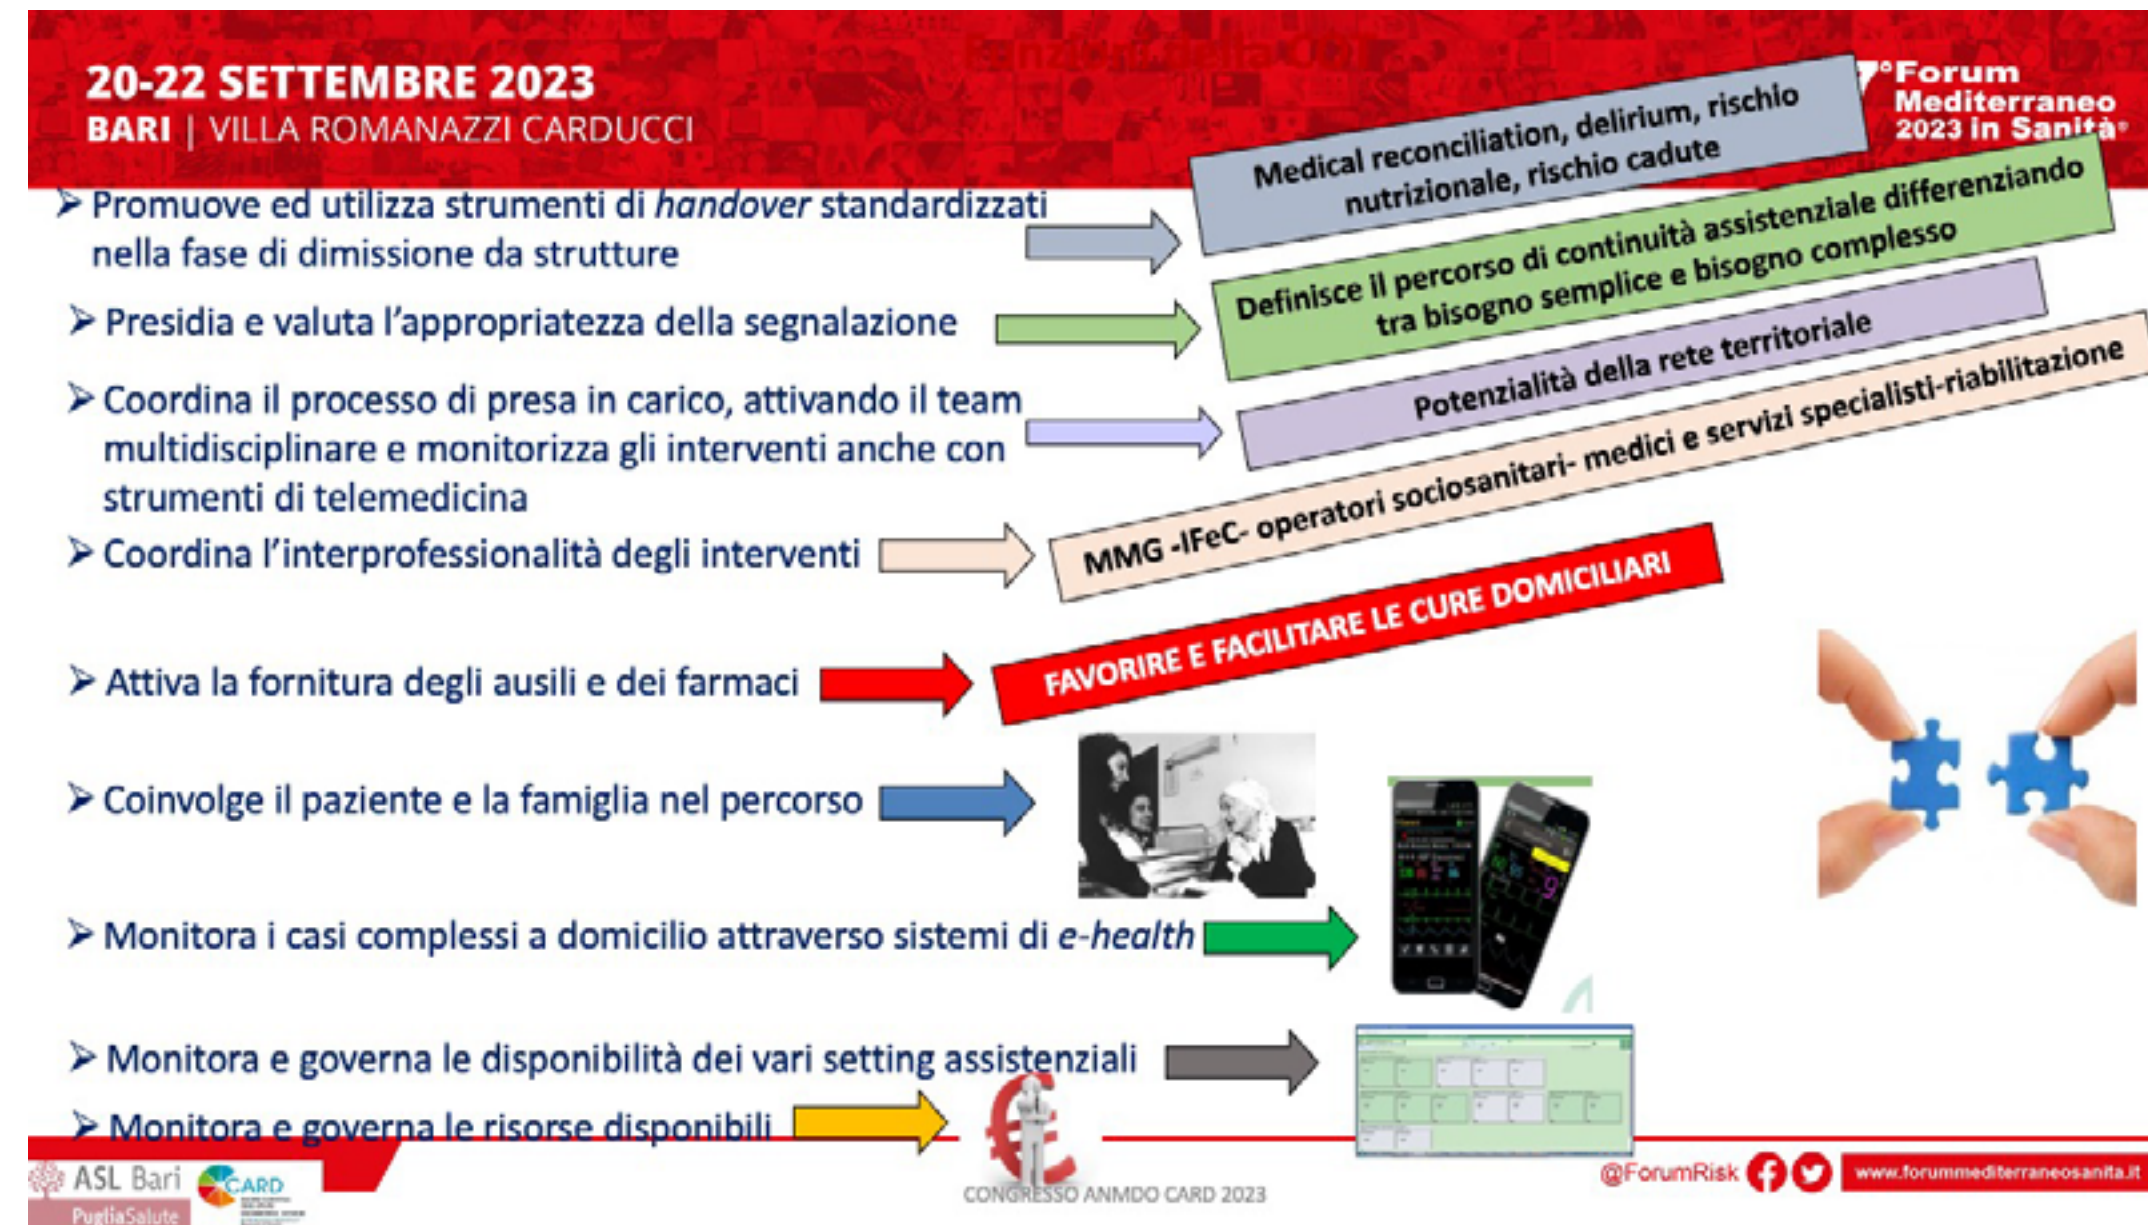 Funzioni della COT
20-22 SETTEMBRE 2023
BARI | VILLA ROMANAZZI CARDUCCI
7°Forum
Mediterraneo
2023 in Sanità
➢ Promuove ed utilizza strumenti di handover standardizzati
nella fase di dimissione da strutture
Medical reconciliation, delirium, rischio
nutrizionale, rischio cadute
➢ Presidia e valuta l’appropriatezza della segnalazione
Definisce il percorso di continuità assistenziale differenziando
tra bisogno semplice e bisogno complesso
➢ Coordina il processo di presa in carico, attivando il team
multidisciplinare e monitorizza gli interventi anche con
strumenti di telemedicina
Potenzialità della rete territoriale
➢ Coordina l’interprofessionalità degli interventi
MMG -IFeC- operatori sociosanitari- medici e servizi specialisti-riabilitazione
➢ Attiva la fornitura degli ausili e dei farmaci
FAVORIRE E FACILITARE LE CURE DOMICILIARI
➢ Coinvolge il paziente e la famiglia nel percorso
➢ Monitora i casi complessi a domicilio attraverso sistemi di e-health
➢ Monitora e governa le disponibilità dei vari setting assistenziali
➢ Monitora e governa le risorse disponibili
€
ASL Bari
PugliaSalute
CARD
CONGRESSO ANMDO CARD 2023
@ForumRisk
www.forummediterraneosanita.it